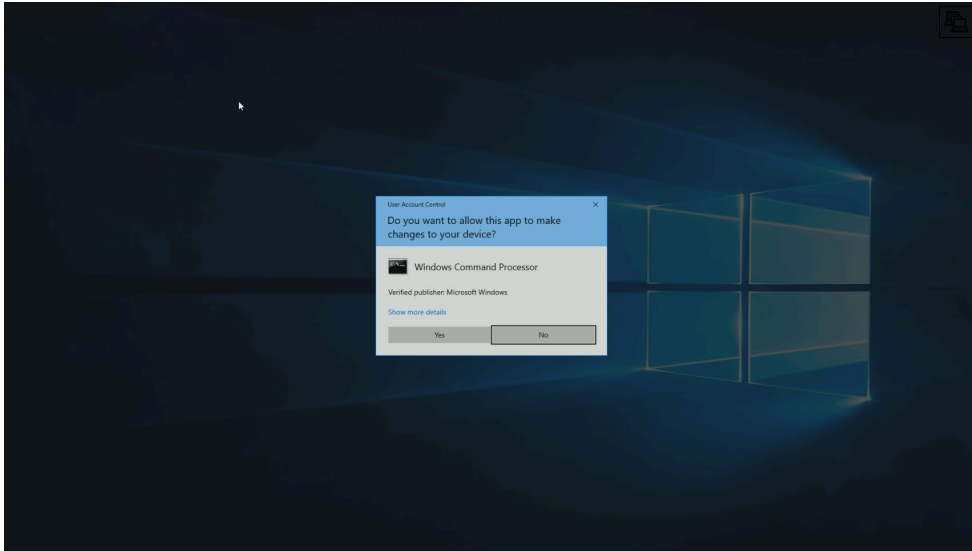 User Account Control
Do you want to allow this app to make
changes to your device?
Windows Command Processor
Verified publisher: Microsoft Windows
Show more details
Yes
No